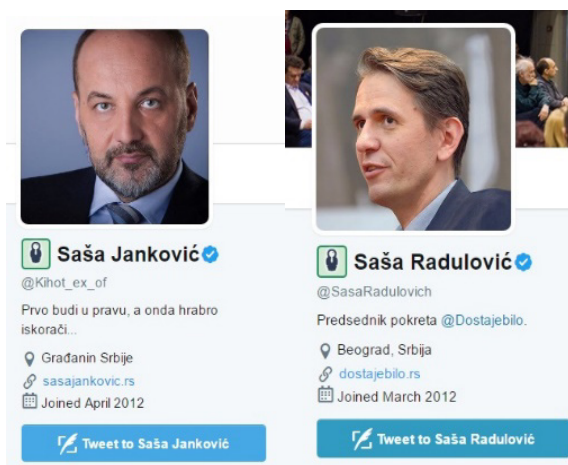 Saša Janković
@Kihot_ex_of
Prvo budi u pravu, a onda hrabro
iskorači...
Građanin Srbije
sasajankovic.rs
Joined April 2012
Tweet to Saša Janković
Saša Radulović
@SasaRadulovich
Predsednik pokreta @Dostajebilo.
Beograd, Srbija
dostajebilo.rs
Joined March 2012
Tweet to Saša Radulović